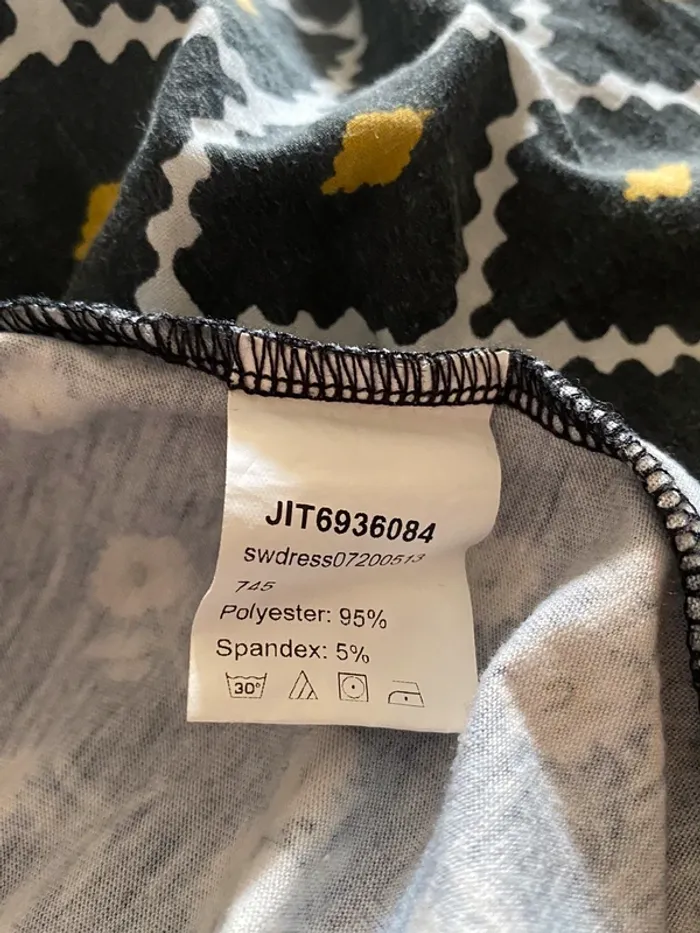 JIT6936084
swdress07200513
745
Polyester: 95%
Spandex: 5%
30°